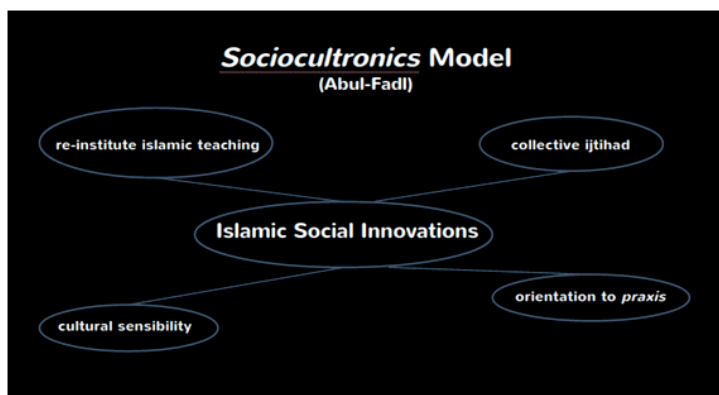 Sociocultronics Model
(Abul-Fadl)
re-institute islamic teaching
collective ijtihad
Islamic Social Innovations
orientation to praxis
cultural sensibility